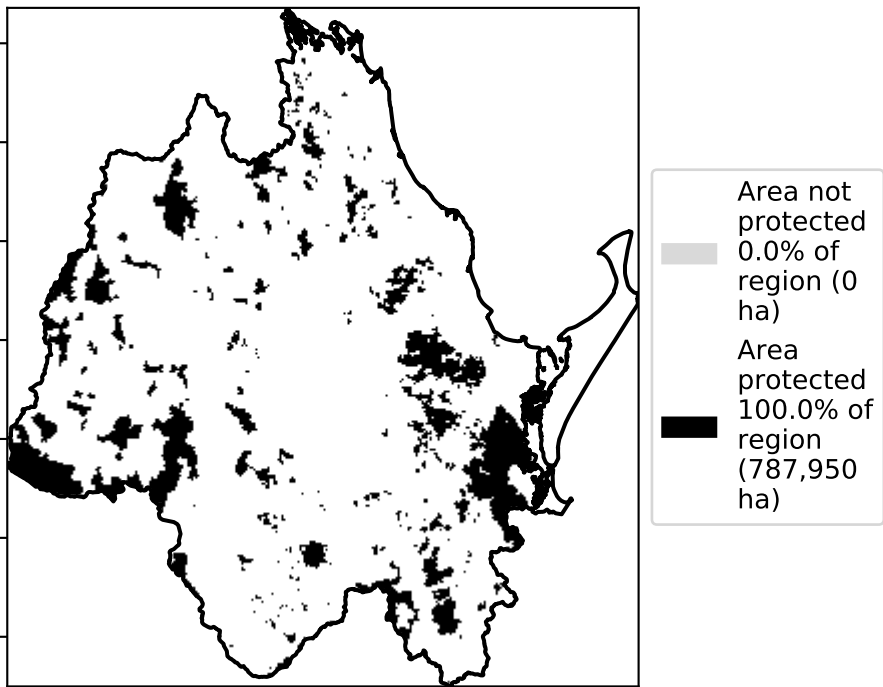 Area not
protected
0.0% of
region (0
ha)
Area
protected
100.0% of
region
(787,950
ha)